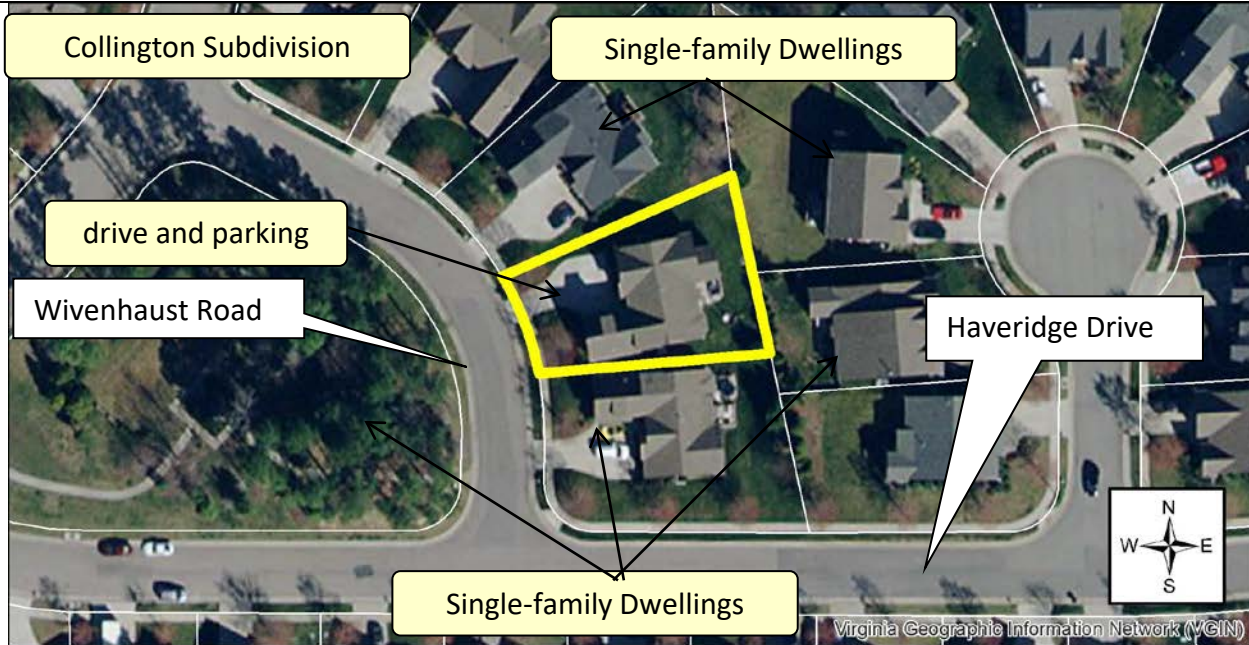 Collington Subdivision
Single-family Dwellings
drive and parking
Wivenhaust Road
Haveridge Drive
N
W E
S
Single-family Dwellings
Virginia Geographic Information Network (VGIN)